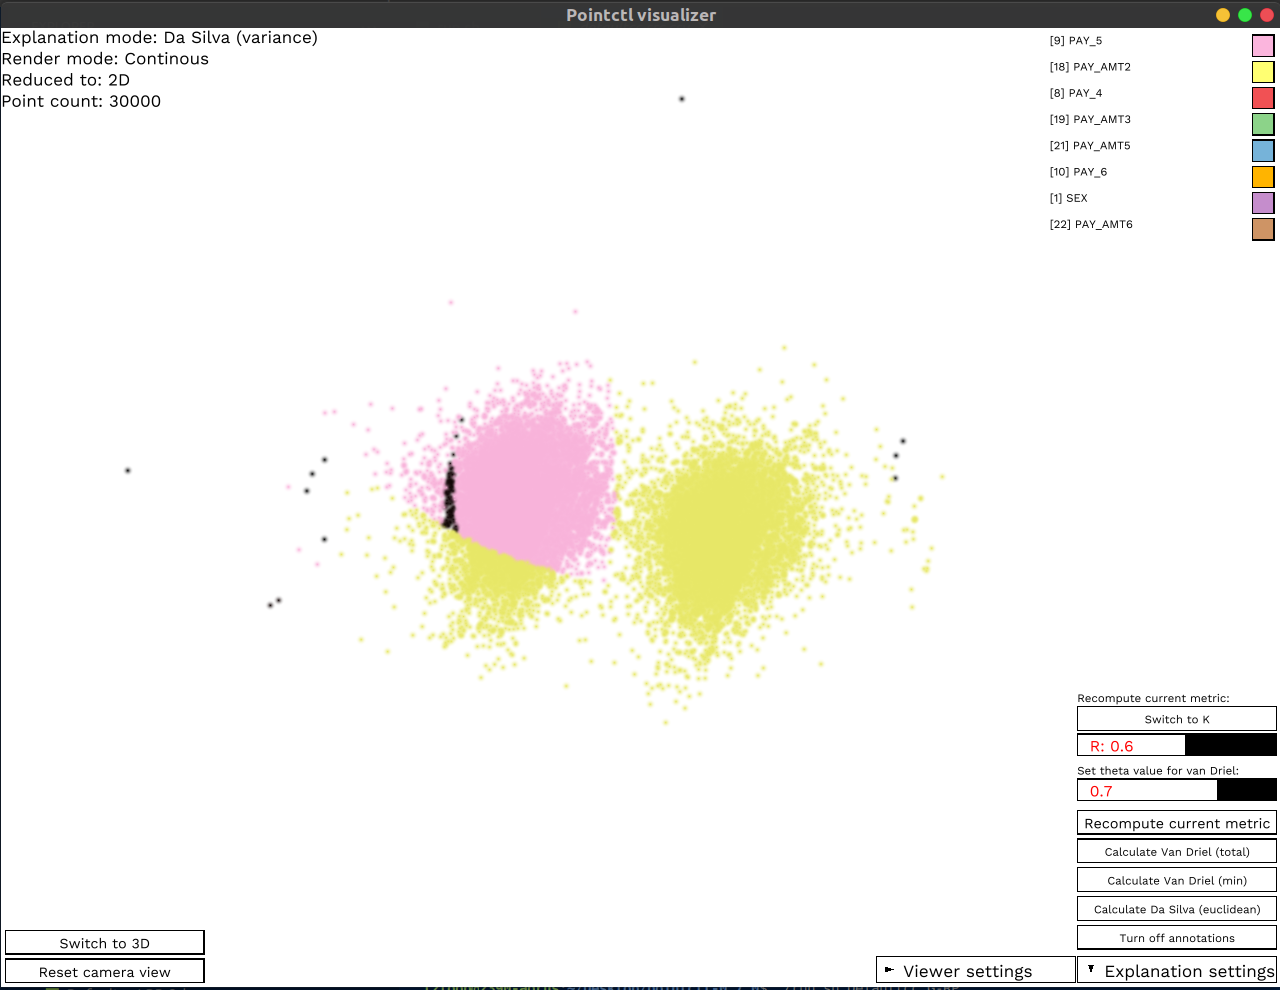 Pointctl visualizer
Explanation mode: Da Silva (variance)
Render mode: Continous
Reduced to: 2D
Point count: 30000
[9] PAY_5
[18] PAY_AMT2
[8] PAY_4
[19] PAY_AMT3
[21] PAY_AMT5
[10] PAY_6
[1] SEX
[22] PAY_AMT6
Recompute current metric:
Switch to K
R: 0.6
Set theta value for van Driel:
0.7
Recompute current metric
Calculate Van Driel (total)
Calculate Van Driel (min)
Calculate Da Silva (euclidean)
Turn off annotations
Switch to 3D
Reset camera view
Viewer settings
Explanation settings